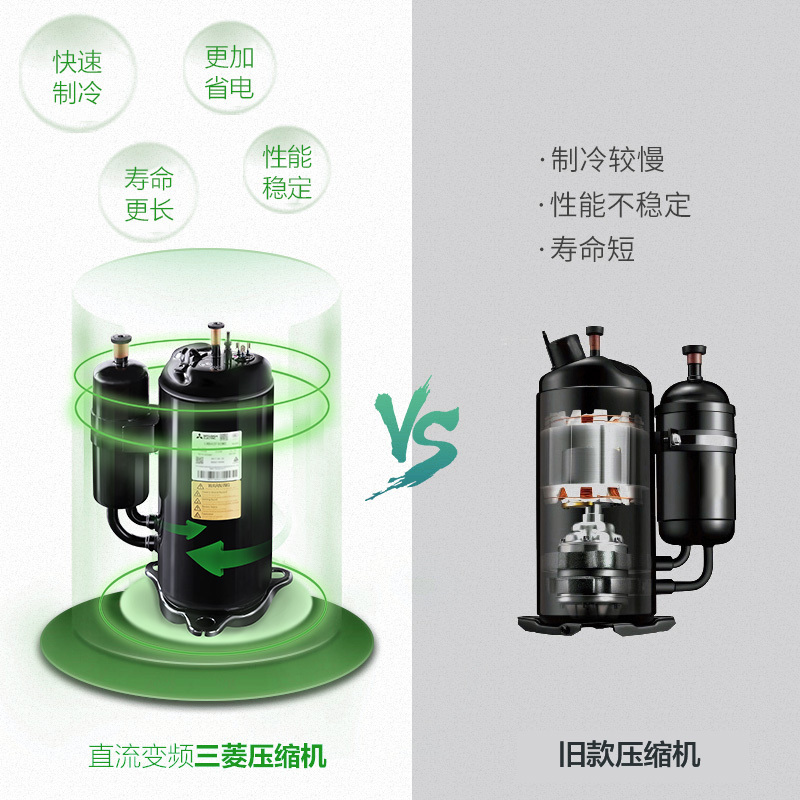 快速
制冷
更加
省电
寿命
更长
性能
稳定
·制冷较慢
·性能不稳定
·寿命短
VS
WARNING
直流变频三菱压缩机
旧款压缩机